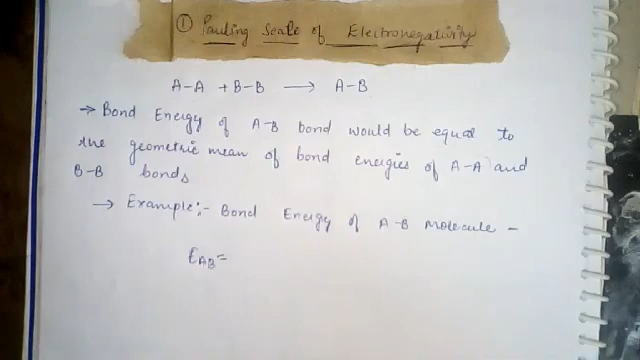 ① Pauling Scale of Electronegativity
A-A + B-B ⟶ A-B
→ Bond Energy of A-B bond would be equal to
the geometric mean of bond energies of A-A and
B-B bonds
→ Example:- Bond Energy of A-B Molecule -
EAB=